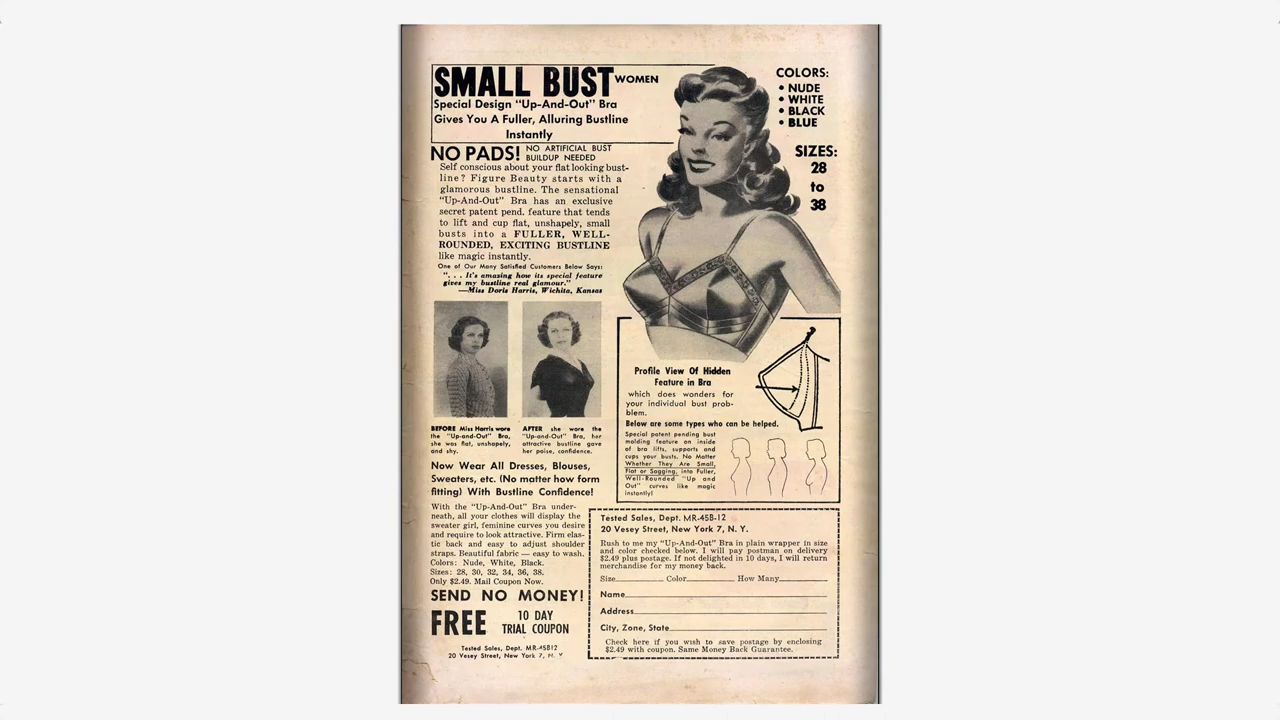 SMALL BUST WOMEN
Special Design "Up-And-Out" Bra
Gives You A Fuller, Alluring Bustline
Instantly
COLORS:
• NUDE
• WHITE
• BLACK
• BLUE
SIZES:
28
to
38
NO PADS! NO ARTIFICIAL BUST
BUILDUP NEEDED
Self conscious about your flat looking bust-
line? Figure Beauty starts with a
glamorous bustline. The sensational
"Up-And-Out" Bra has an exclusive
secret patent pend. feature that tends
to lift and cup flat, unshapely, small
busts into a FULLER, WELL-
ROUNDED, EXCITING BUSTLINE
like magic instantly.
One of Our Many Satisfied Customers Below Says:
". . . It's amazing how its special feature
gives my bustline real glamour."
—Miss Doris Harris, Wichita, Kansas
BEFORE Miss Harris wore
the "Up-and-Out" Bra,
she was flat, unshapely,
and shy.
AFTER she wore the
"Up-and-Out" Bra, her
attractive bustline gave
her poise, confidence.
Now Wear All Dresses, Blouses,
Sweaters, etc. (No matter how form
fitting) With Bustline Confidence!
With the "Up-And-Out" Bra under-
neath, all your clothes will display the
sweater girl, feminine curves you desire
and require to look attractive. Firm elas-
tic back and easy to adjust shoulder
straps. Beautiful fabric — easy to wash.
Colors: Nude, White, Black.
Sizes: 28, 30, 32, 34, 36, 38.
Only $2.49. Mail Coupon Now.
SEND NO MONEY!
FREE 10 DAY
TRIAL COUPON
Tested Sales, Dept. MR-45B12
20 Vesey Street, New York 7, N. Y.
Profile View Of Hidden
Feature in Bra
which does wonders for
your individual bust prob-
blem.
Below are some types who can be helped.
Special patent pending bust
molding feature on inside
of bra lifts, supports and
cups your busts. No Matter
Whether They Are Small,
Flat or Sagging, into Fuller,
Well-Rounded "Up and
Out" curves like magic
instantly!
Tested Sales, Dept. MR-45B-12
20 Vesey Street, New York 7, N. Y.
Rush to me my "Up-And-Out" Bra in plain wrapper in size
and color checked below. I will pay postman on delivery
$2.49 plus postage. If not delighted in 10 days, I will return
merchandise for my money back.
Size Color How Many
Name
Address
City, Zone, State
Check here if you wish to save postage by enclosing
$2.49 with coupon. Same Money Back Guarantee.